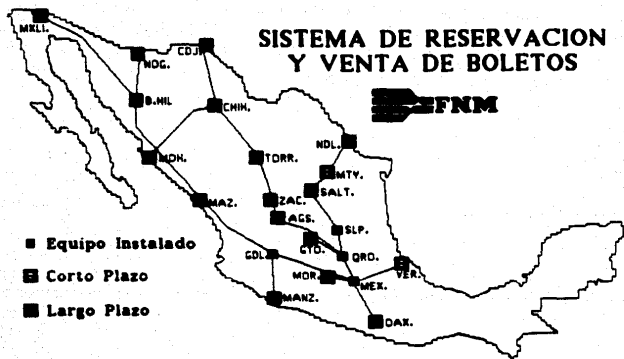 SISTEMA DE RESERVACION
Y VENTA DE BOLETOS
FNM
MXLI.
NOG.
CDJ.
B.HIL
CHIH.
MOH.
TORR.
NDL.
MTY.
SALT.
MAZ.
ZAC.
AGS.
SLP.
GTO.
QRO.
GDL.
MOR.
MEX.
VER.
MANZ.
OAX.
Equipo Instalado
Corto Plazo
Largo Plazo